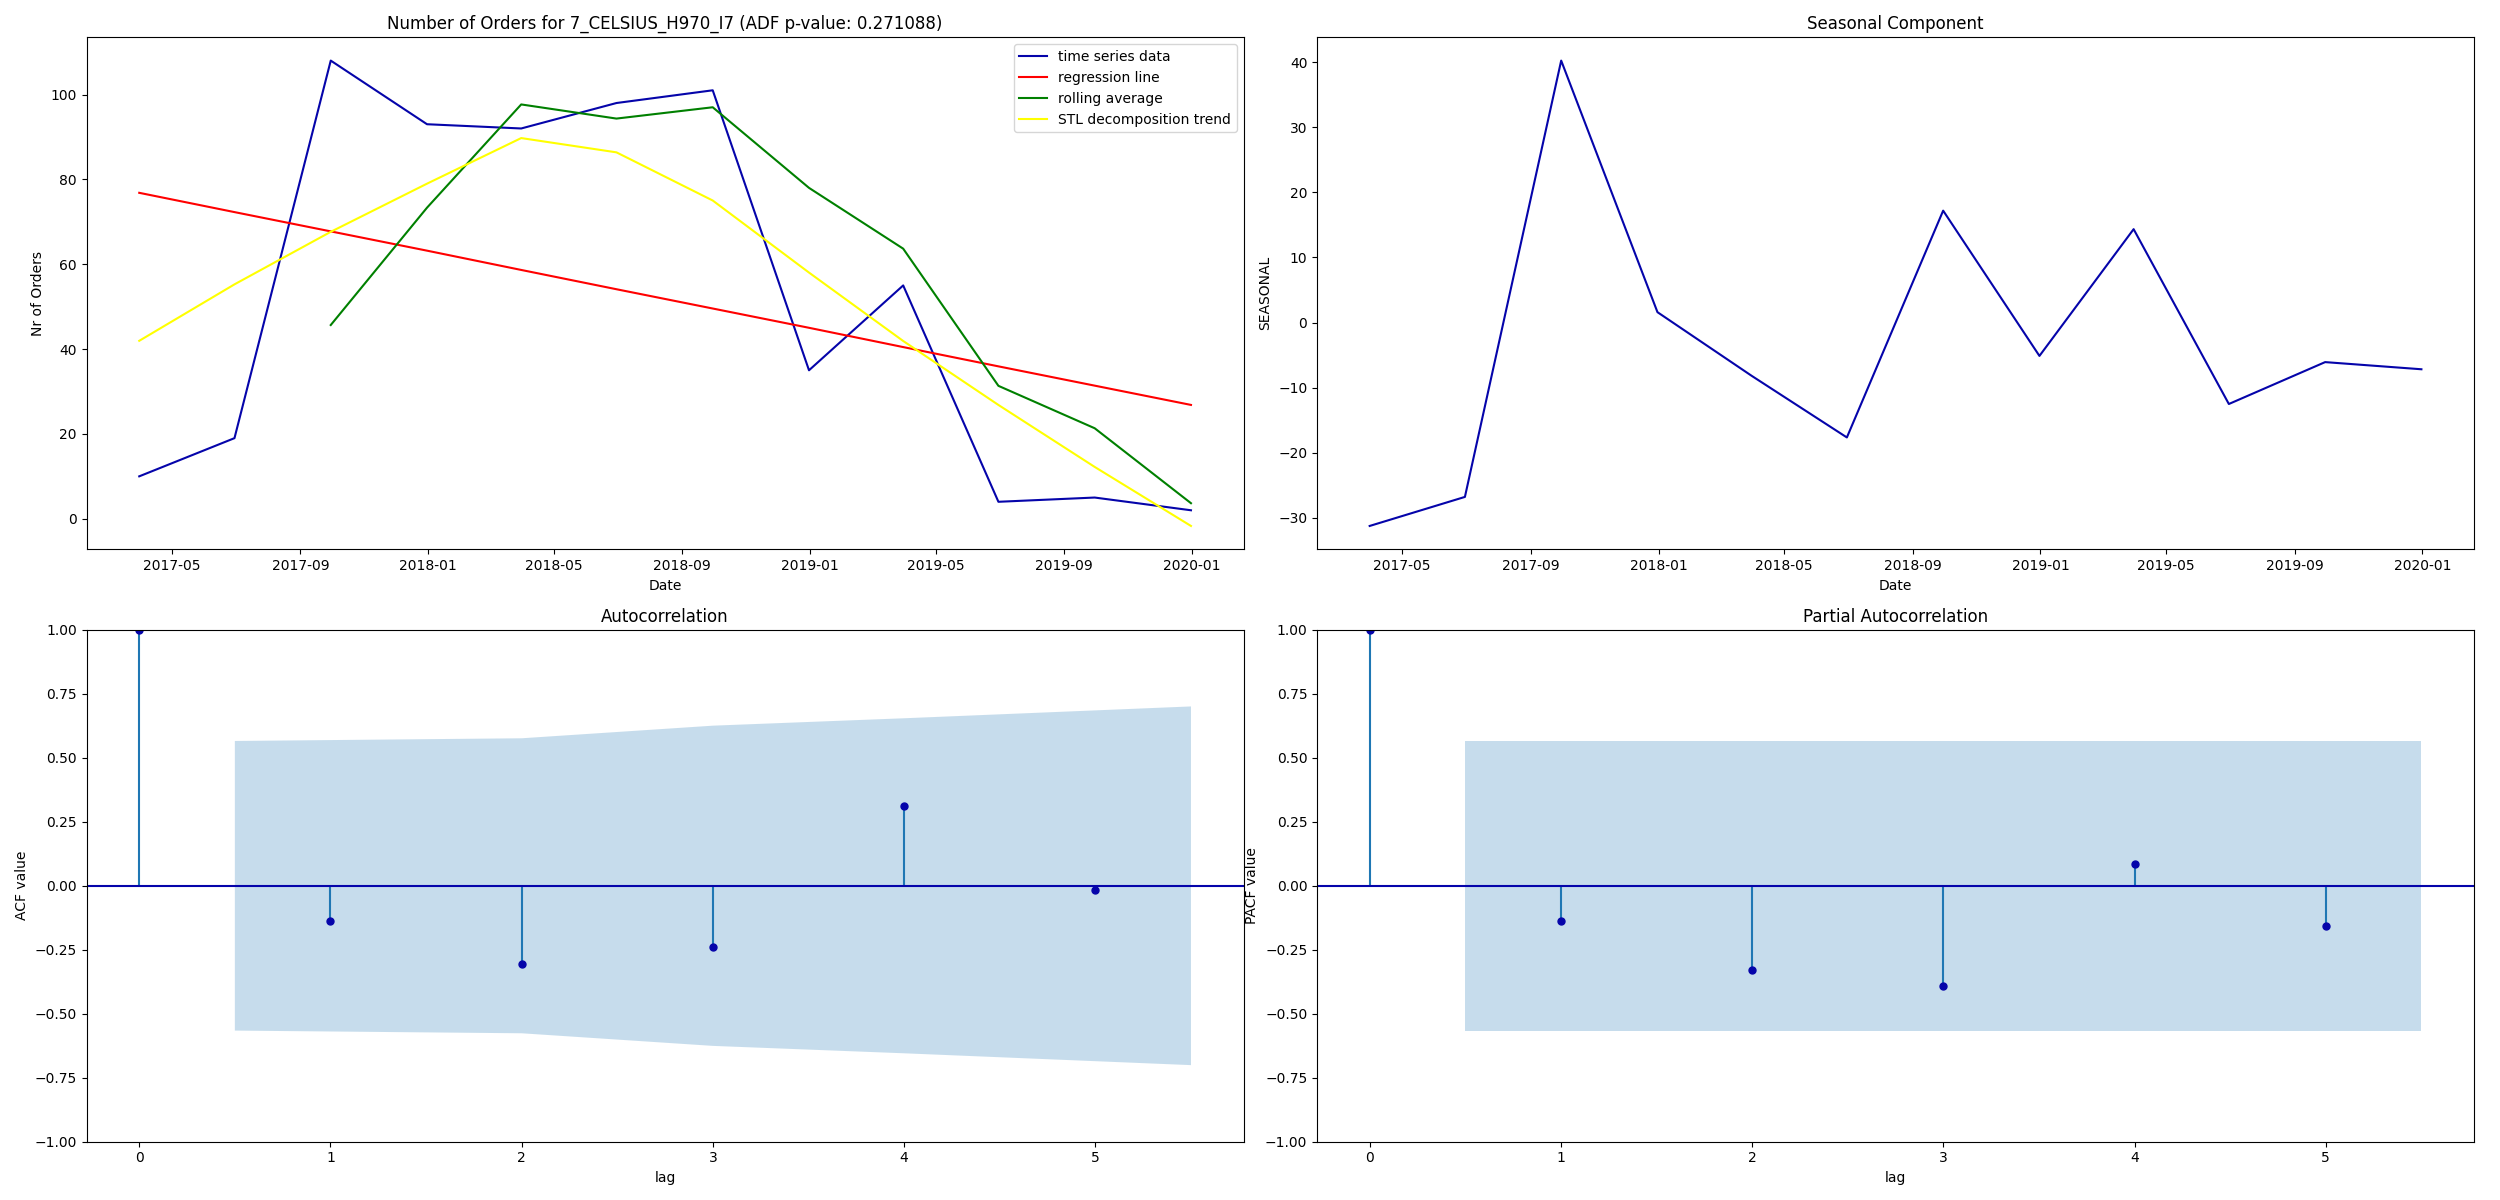 Number of Orders for 7_CELSIUS_H970_I7 (ADF p-value: 0.271088)
time series data
regression line
rolling average
STL decomposition trend
Nr of Orders
100
80
60
40
20
0
2017-05 2017-09 2018-01 2018-05 2018-09 2019-01 2019-05 2019-09 2020-01
Date
Seasonal Component
SEASONAL
40
30
20
10
0
−10
−20
−30
2017-05 2017-09 2018-01 2018-05 2018-09 2019-01 2019-05 2019-09 2020-01
Date
Autocorrelation
ACF value
1.00
0.75
0.50
0.25
0.00
−0.25
−0.50
−0.75
−1.00
0 1 2 3 4 5
lag
Partial Autocorrelation
PACF value
1.00
0.75
0.50
0.25
0.00
−0.25
−0.50
−0.75
−1.00
0 1 2 3 4 5
lag